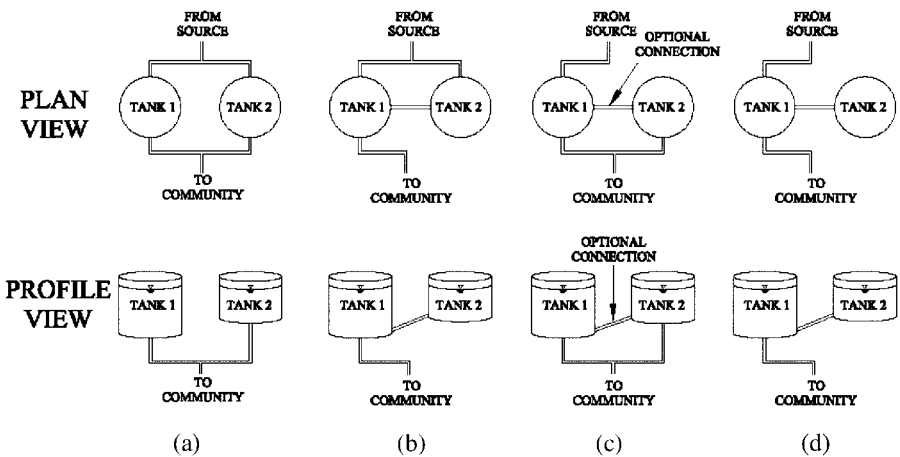 FROM
SOURCE
FROM
SOURCE
FROM
SOURCE
OPTIONAL
CONNECTION
FROM
SOURCE
PLAN
VIEW
TANK 1
TANK 2
TANK 1
TANK 2
TANK 1
TANK 2
TANK 1
TANK 2
TO
COMMUNITY
TO
COMMUNITY
TO
COMMUNITY
TO
COMMUNITY
OPTIONAL
CONNECTION
PROFILE
VIEW
TANK 1
TANK 2
TANK 1
TANK 2
TANK 1
TANK 2
TANK 1
TANK 2
TO
COMMUNITY
TO
COMMUNITY
TO
COMMUNITY
TO
COMMUNITY
(a)
(b)
(c)
(d)